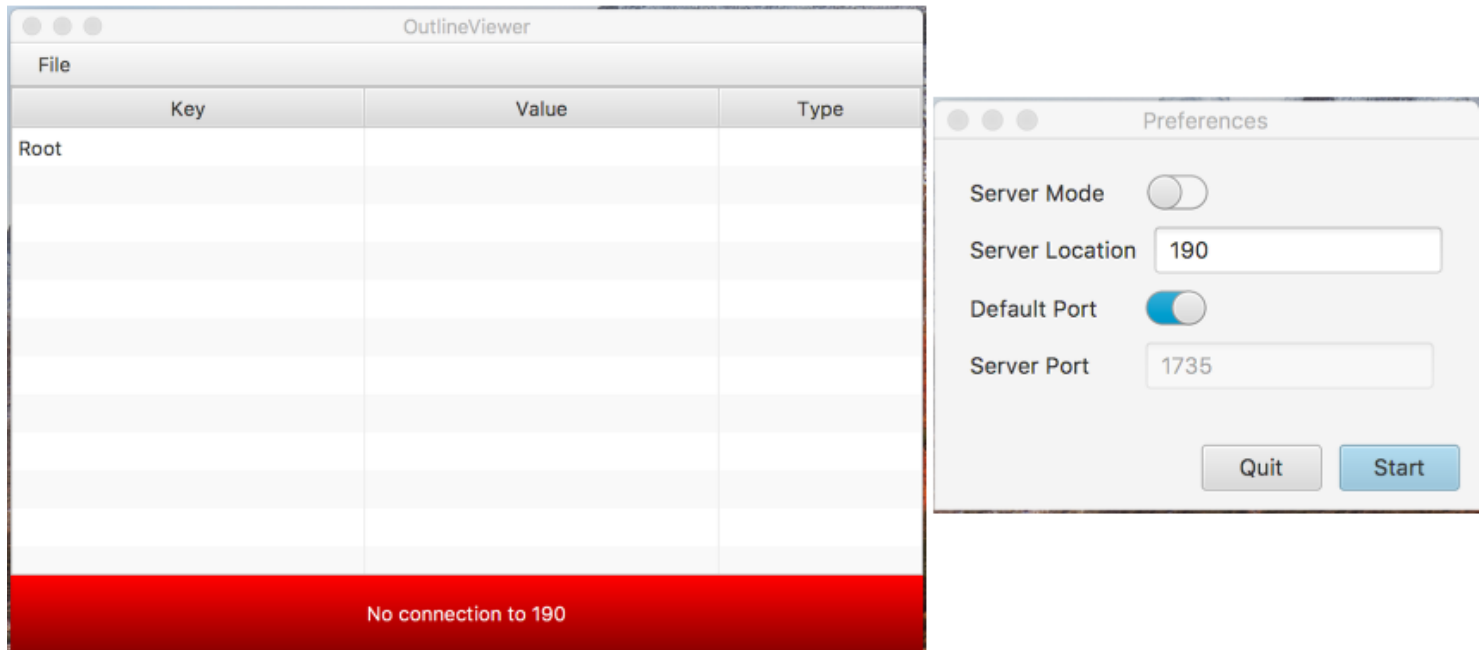 OutlineViewer
File
Key Value Type
Root
No connection to 190
Preferences
Server Mode
Server Location 190
Default Port
Server Port 1735
Quit Start